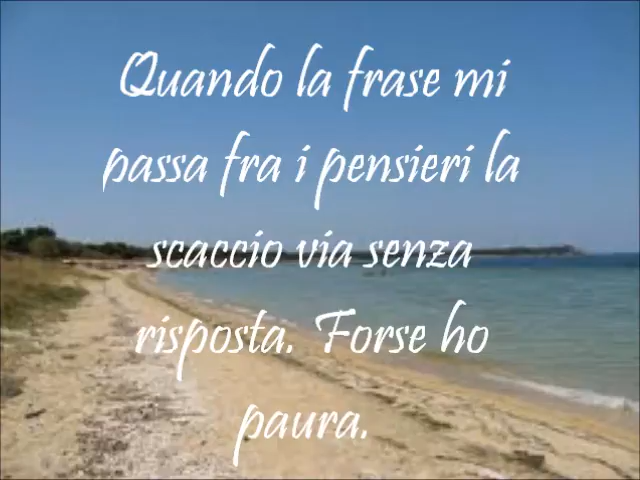 Quando la frase mi
passa fra i pensieri la
scaccio via senza
risposta. Forse ho
paura.